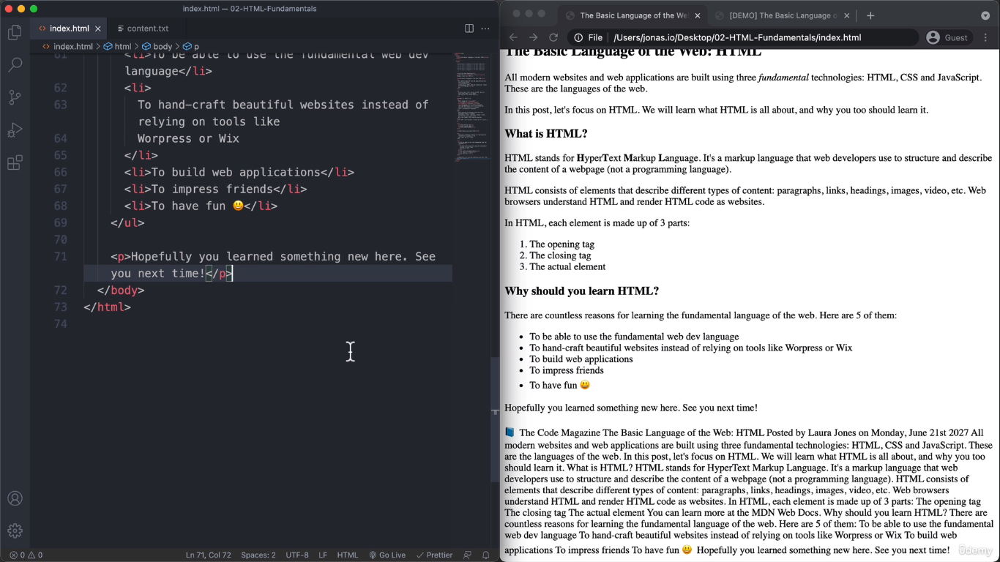 index.html — 02-HTML-Fundamentals
index.html
content.txt
index.html › html › body › p
61 <li>To be able to use the fundamental web dev
language</li>
62 <li>
63 To hand-craft beautiful websites instead of
relying on tools like
64 Worpress or Wix
65 </li>
66 <li>To build web applications</li>
67 <li>To impress friends</li>
68 <li>To have fun 😃</li>
69 </ul>
70
71 <p>Hopefully you learned something new here. See
you next time!</p>
72 </body>
73 </html>
74
0 0 Ln 71, Col 72 Spaces: 2 UTF-8 LF HTML Go Live Prettier
The Basic Language of the We
[DEMO] The Basic Language of
File /Users/jonas.io/Desktop/02-HTML-Fundamentals/index.html Guest
The Basic Language of the Web: HTML
All modern websites and web applications are built using three fundamental technologies: HTML, CSS and JavaScript.
These are the languages of the web.
In this post, let's focus on HTML. We will learn what HTML is all about, and why you too should learn it.
What is HTML?
HTML stands for HyperText Markup Language. It's a markup language that web developers use to structure and describe
the content of a webpage (not a programming language).
HTML consists of elements that describe different types of content: paragraphs, links, headings, images, video, etc. Web
browsers understand HTML and render HTML code as websites.
In HTML, each element is made up of 3 parts:
1. The opening tag
2. The closing tag
3. The actual element
Why should you learn HTML?
There are countless reasons for learning the fundamental language of the web. Here are 5 of them:
• To be able to use the fundamental web dev language
• To hand-craft beautiful websites instead of relying on tools like Worpress or Wix
• To build web applications
• To impress friends
• To have fun 😃
Hopefully you learned something new here. See you next time!
📘 The Code Magazine The Basic Language of the Web: HTML Posted by Laura Jones on Monday, June 21st 2027 All
modern websites and web applications are built using three fundamental technologies: HTML, CSS and JavaScript. These
are the languages of the web. In this post, let's focus on HTML. We will learn what HTML is all about, and why you too
should learn it. What is HTML? HTML stands for HyperText Markup Language. It's a markup language that web
developers use to structure and describe the content of a webpage (not a programming language). HTML consists of
elements that describe different types of content: paragraphs, links, headings, images, video, etc. Web browsers
understand HTML and render HTML code as websites. In HTML, each element is made up of 3 parts: The opening tag
The closing tag The actual element You can learn more at the MDN Web Docs. Why should you learn HTML? There are
countless reasons for learning the fundamental language of the web. Here are 5 of them: To be able to use the fundamental
web dev language To hand-craft beautiful websites instead of relying on tools like Worpress or Wix To build web
applications To impress friends To have fun 😃 Hopefully you learned something new here. See you next time!
ûdemy